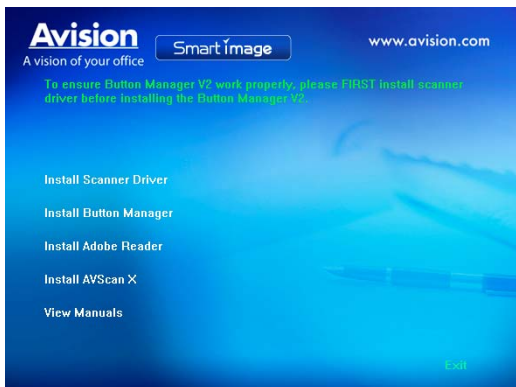 Avision
A vision of your office
Smart image
www.avision.com
To ensure Button Manager V2 work properly, please FIRST install scanner
driver before installing the Button Manager V2.
Install Scanner Driver
Install Button Manager
Install Adobe Reader
Install AVScan X
View Manuals
Exit